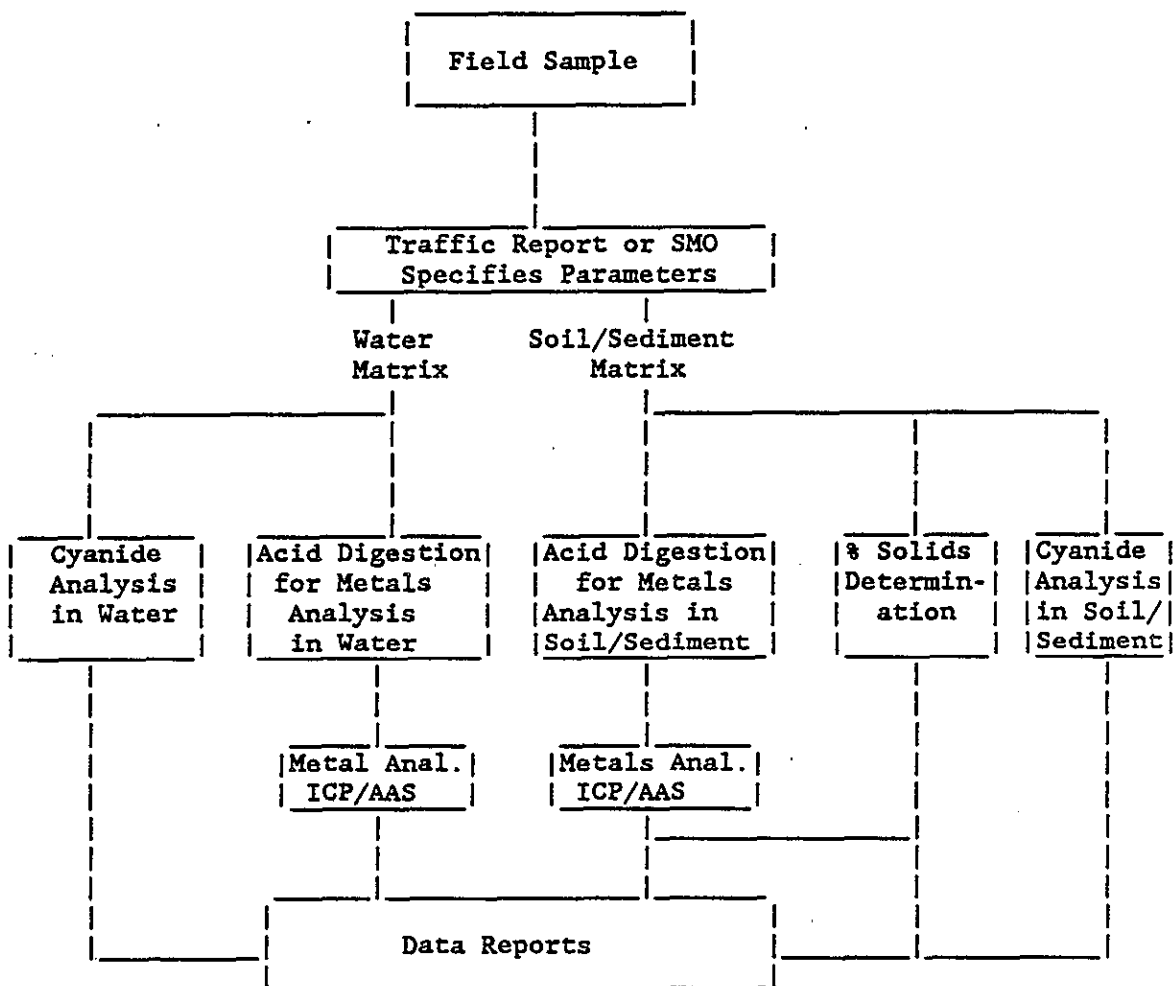 Field Sample
Traffic Report or SMO
Specifies Parameters
Water
Matrix
Soil/Sediment
Matrix
Cyanide
Analysis
in Water
Acid Digestion
for Metals
Analysis
in Water
Acid Digestion
for Metals
Analysis in
Soil/Sediment
% Solids
Determin-
ation
Cyanide
Analysis
in Soil/
Sediment
Metal Anal.
ICP/AAS
Metals Anal.
ICP/AAS
Data Reports